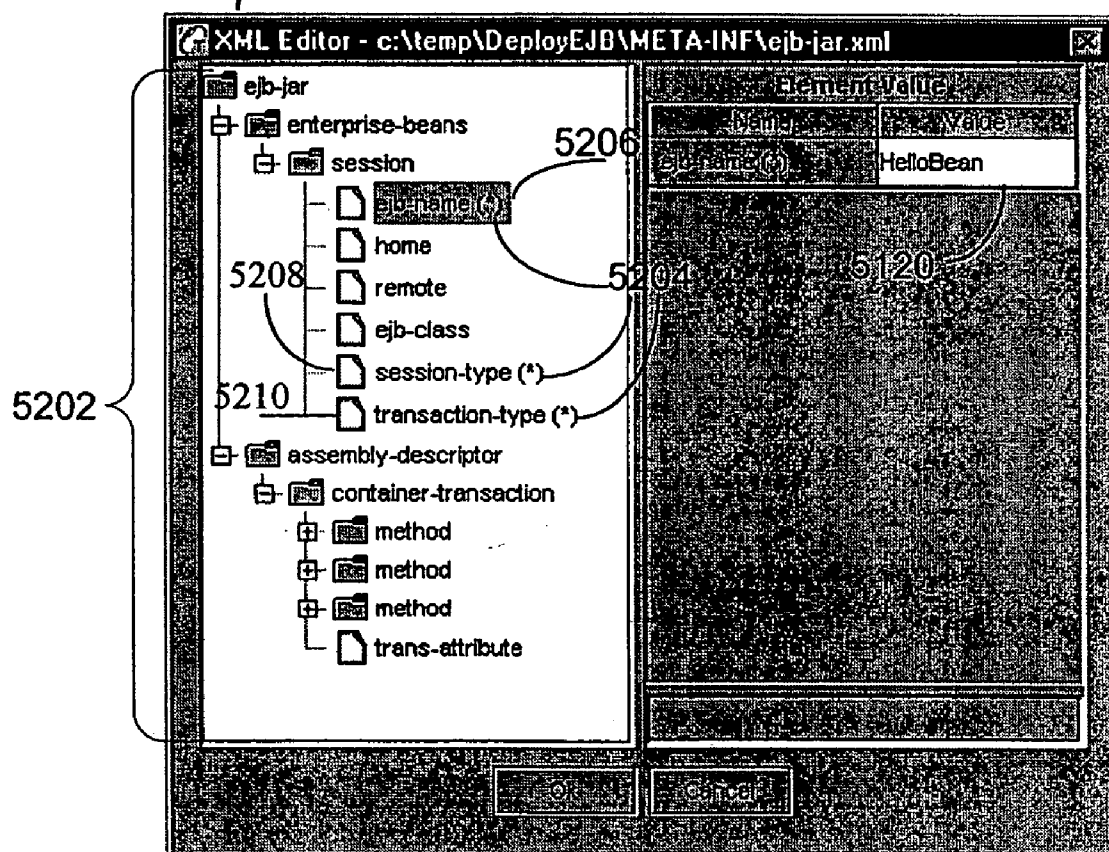 XML Editor - c:\temp\DeployEJB\META-INF\ejb-jar.xml
ejb-jar
Element Value
enterprise-beans
Name Value
5206
session
ejb-name (*) HelloBean
ejb-name (*)
home
5208
5204
5120
remote
ejb-class
session-type (*)
5202
5210
transaction-type (*)
assembly-descriptor
container-transaction
method
method
method
trans-attribute
OK Cancel